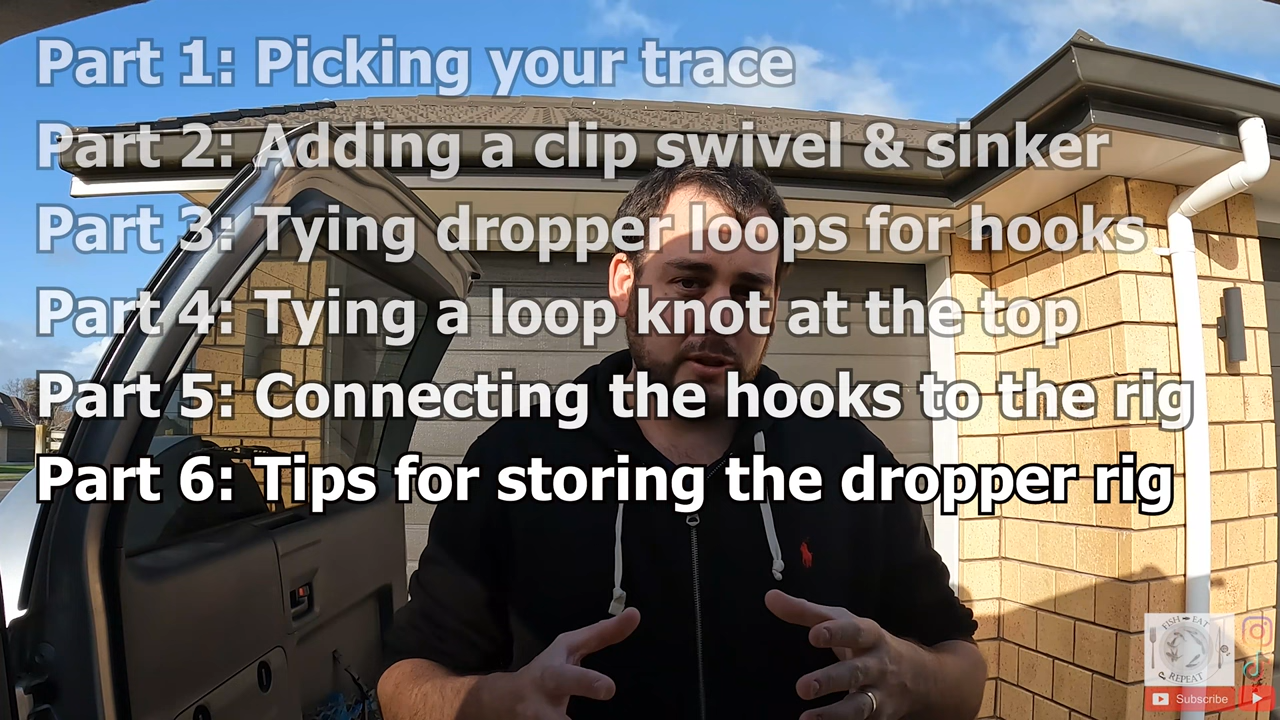 Part 1: Picking your trace
Part 2: Adding a clip swivel & sinker
Part 3: Tying dropper loops for hooks
Part 4: Tying a loop knot at the top
Part 5: Connecting the hooks to the rig
Part 6: Tips for storing the dropper rig
FISH EAT
REPEAT
Subscribe